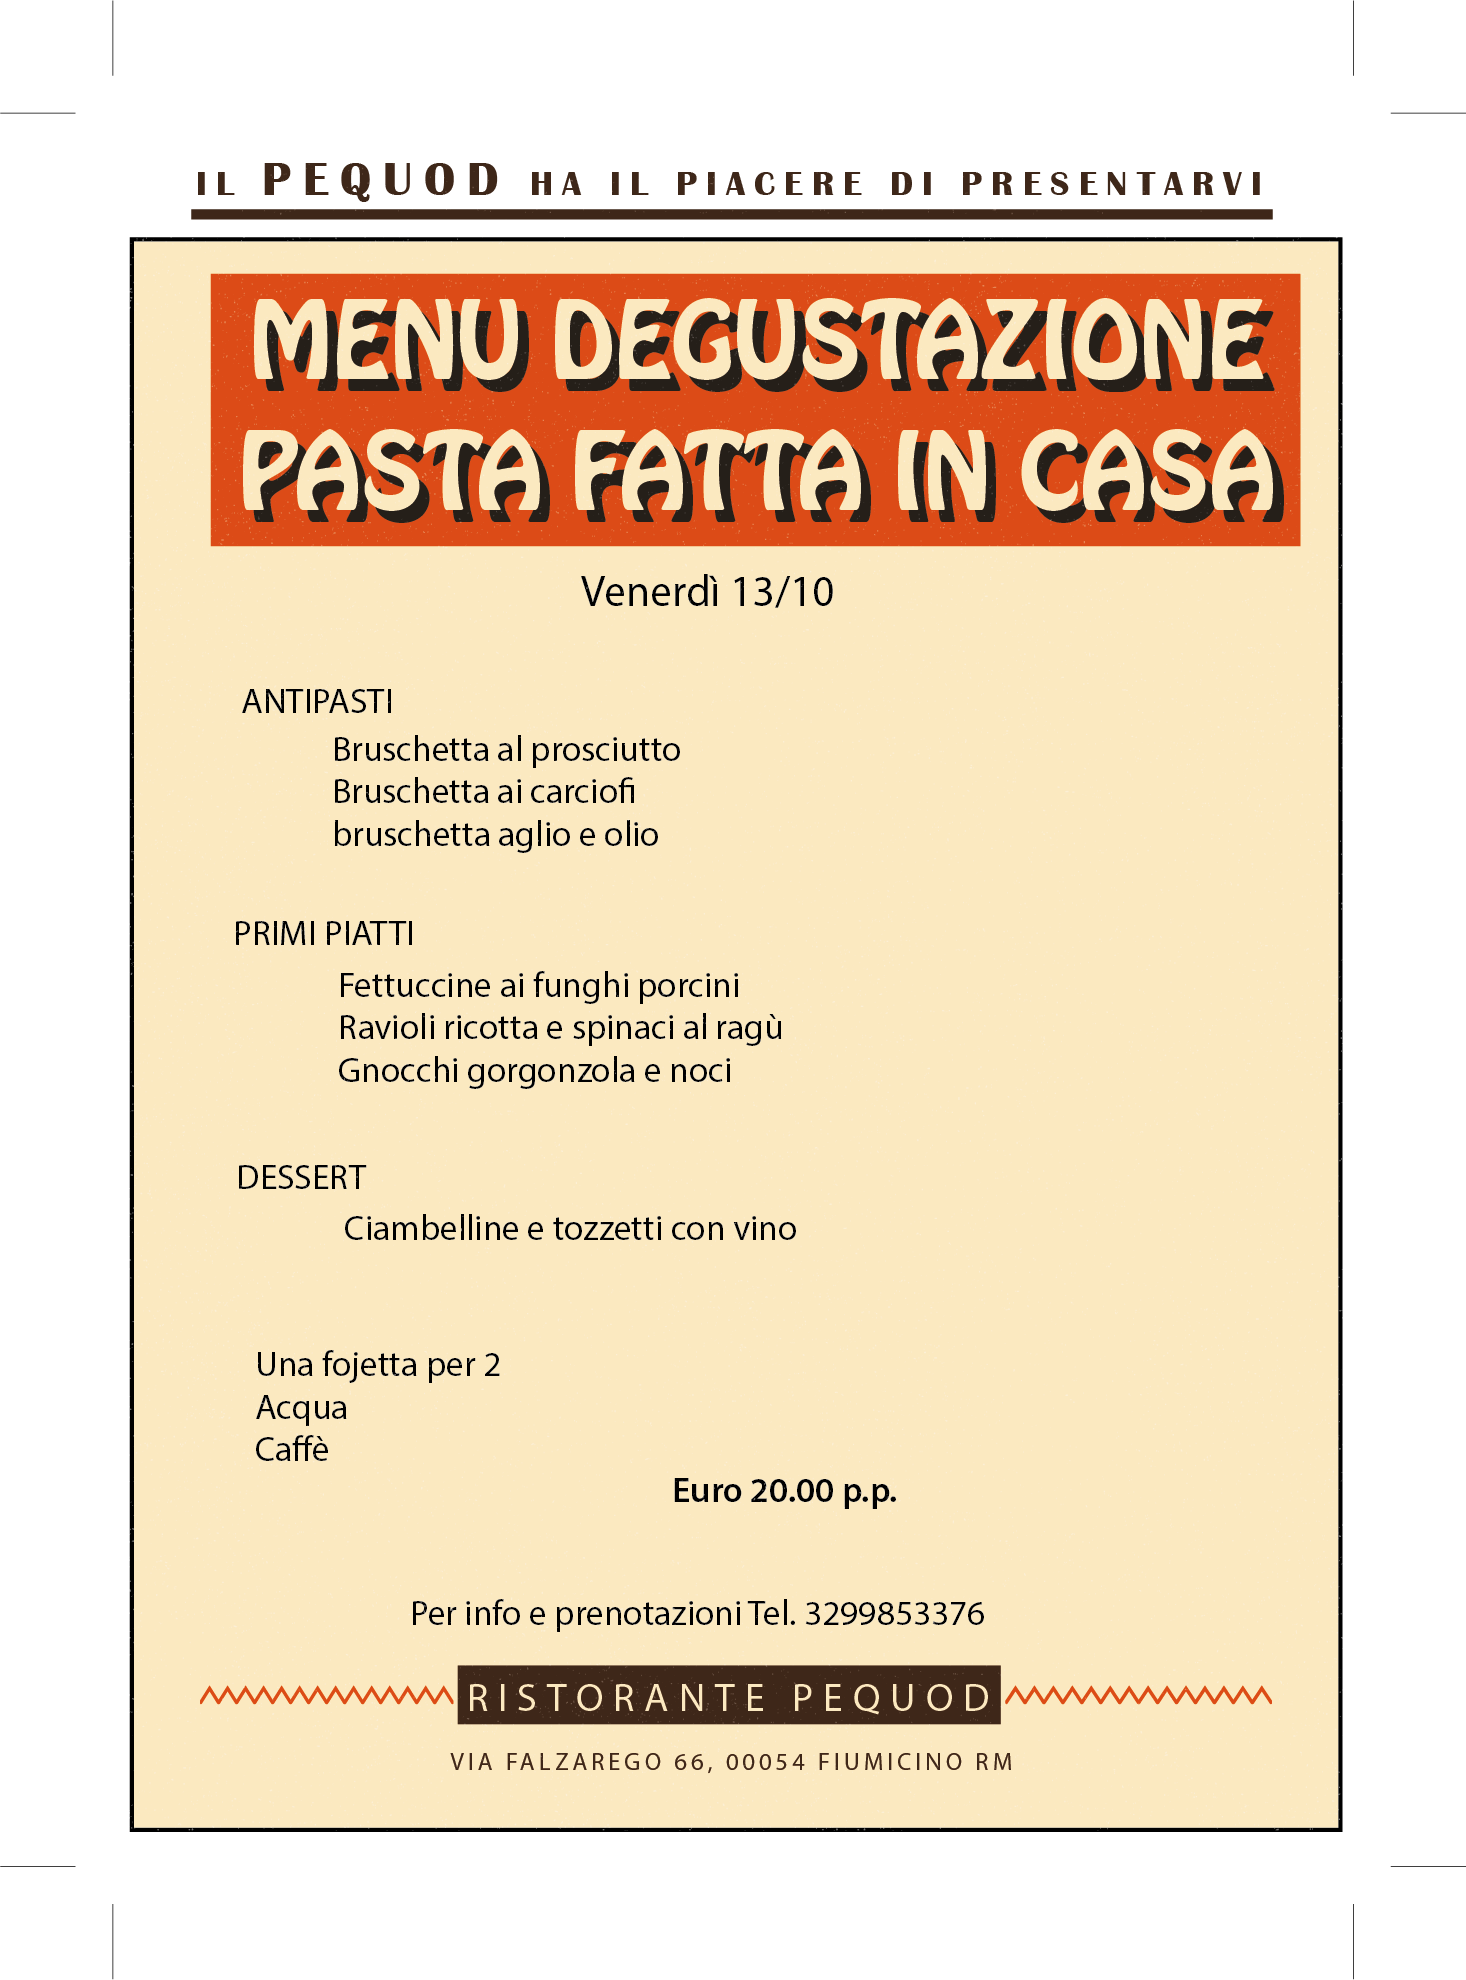 IL PEQUOD HA IL PIACERE DI PRESENTARVI
MENU DEGUSTAZIONE
PASTA FATTA IN CASA
Venerdì 13/10
ANTIPASTI
Bruschetta al prosciutto
Bruschetta ai carciofi
bruschetta aglio e olio
PRIMI PIATTI
Fettuccine ai funghi porcini
Ravioli ricotta e spinaci al ragù
Gnocchi gorgonzola e noci
DESSERT
Ciambelline e tozzetti con vino
Una fojetta per 2
Acqua
Caffè
Euro 20.00 p.p.
Per info e prenotazioni Tel. 3299853376
RISTORANTE PEQUOD
VIA FALZAREGO 66, 00054 FIUMICINO RM